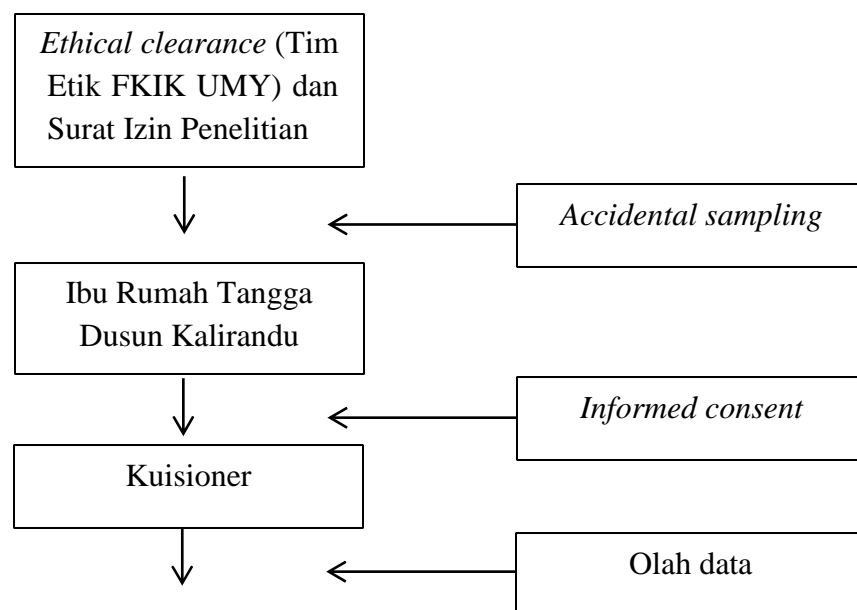 Ethical clearance (Tim
Etik FKIK UMY) dan
Surat Izin Penelitian
Accidental sampling
Ibu Rumah Tangga
Dusun Kalirandu
Informed consent
Kuisioner
Olah data